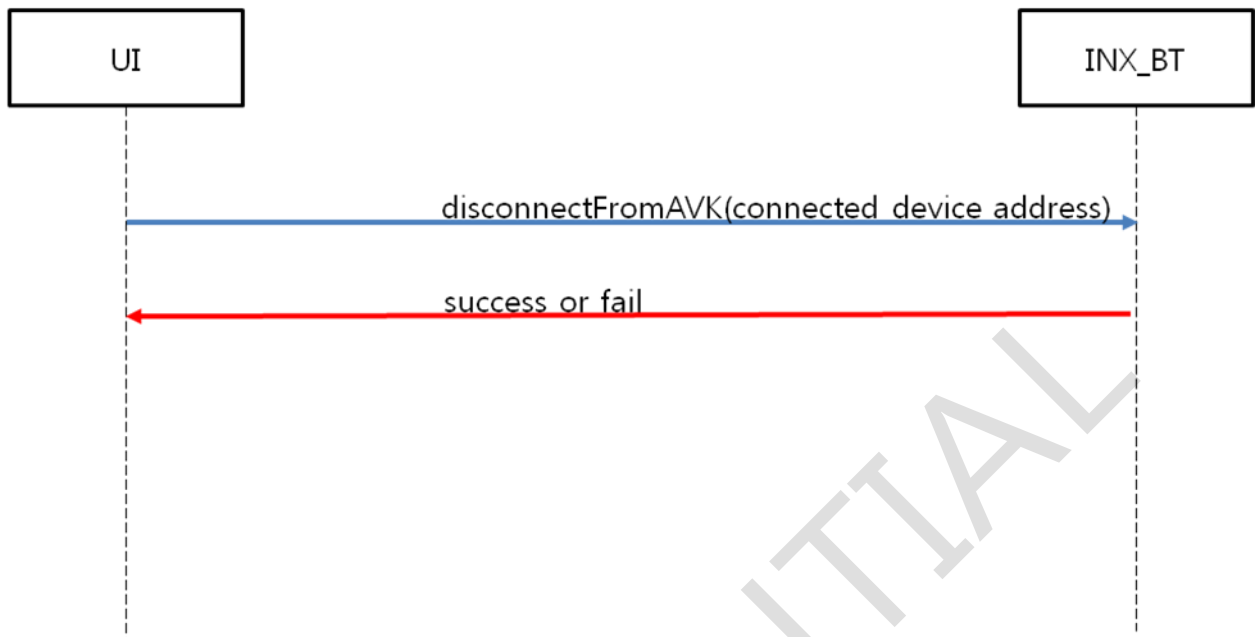 UI
INX_BT
disconnectFromAVK(connected device address)
success or fail